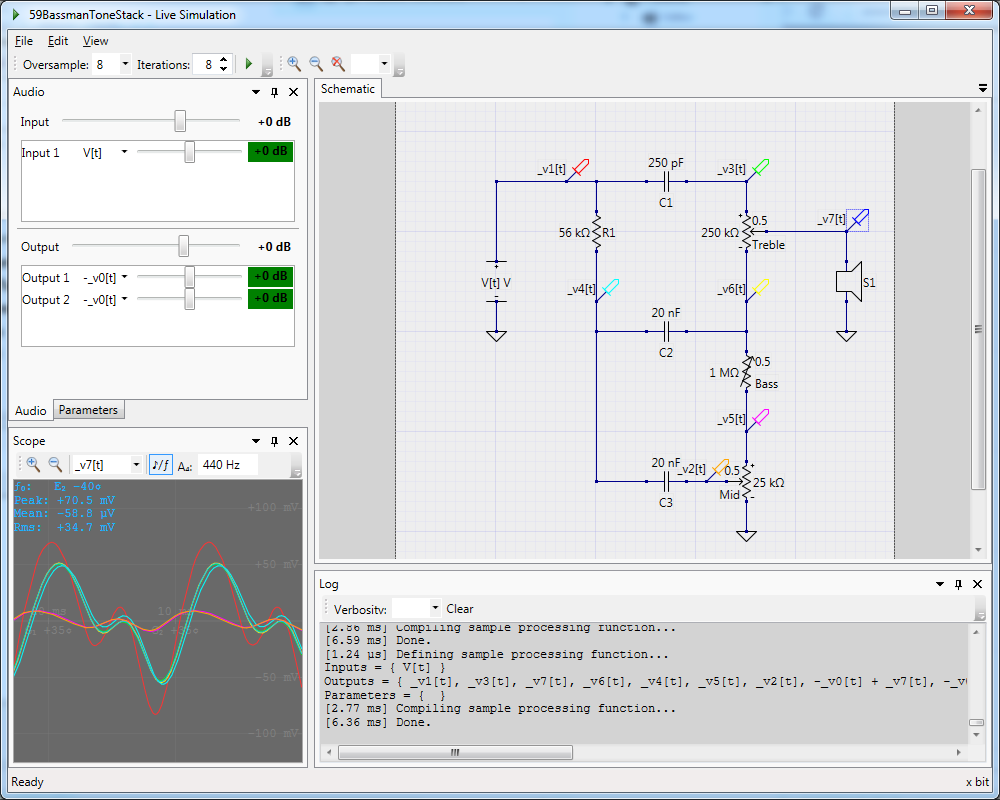 59BassmanToneStack - Live Simulation
File Edit View
Oversample: 8 Iterations: 8
Audio
Input +0 dB
Input 1 V[t] +0 dB
Output +0 dB
Output 1 -_v0[t] +0 dB
Output 2 -_v0[t] +0 dB
Audio Parameters
Scope
_v7[t] ♪/f A₄: 440 Hz
f₀: E₂ -40¢
Peak: +70.5 mV
Mean: -58.8 µV
Rms: +34.7 mV
+100 mV
+50 mV
-50 mV
-100 mV
Schematic
_v1[t]
250 pF
C1
_v3[t]
56 kΩ R1
250 kΩ
0.5
Treble
_v7[t]
S1
V[t] V
_v4[t]
_v6[t]
20 nF
C2
1 MΩ
0.5
Bass
_v5[t]
20 nF
C3
_v2[t]
0.5
25 kΩ
Mid
Log
Verbosity: Clear
[2.86 ms] Compiling sample processing function...
[6.59 ms] Done.
[1.24 µs] Defining sample processing function...
Inputs = { V[t] }
Outputs = { _v1[t], _v3[t], _v7[t], _v6[t], _v4[t], _v5[t], _v2[t], -_v0[t] + _v7[t], -_v
Parameters = { }
[2.77 ms] Compiling sample processing function...
[6.36 ms] Done.
Ready
x bit